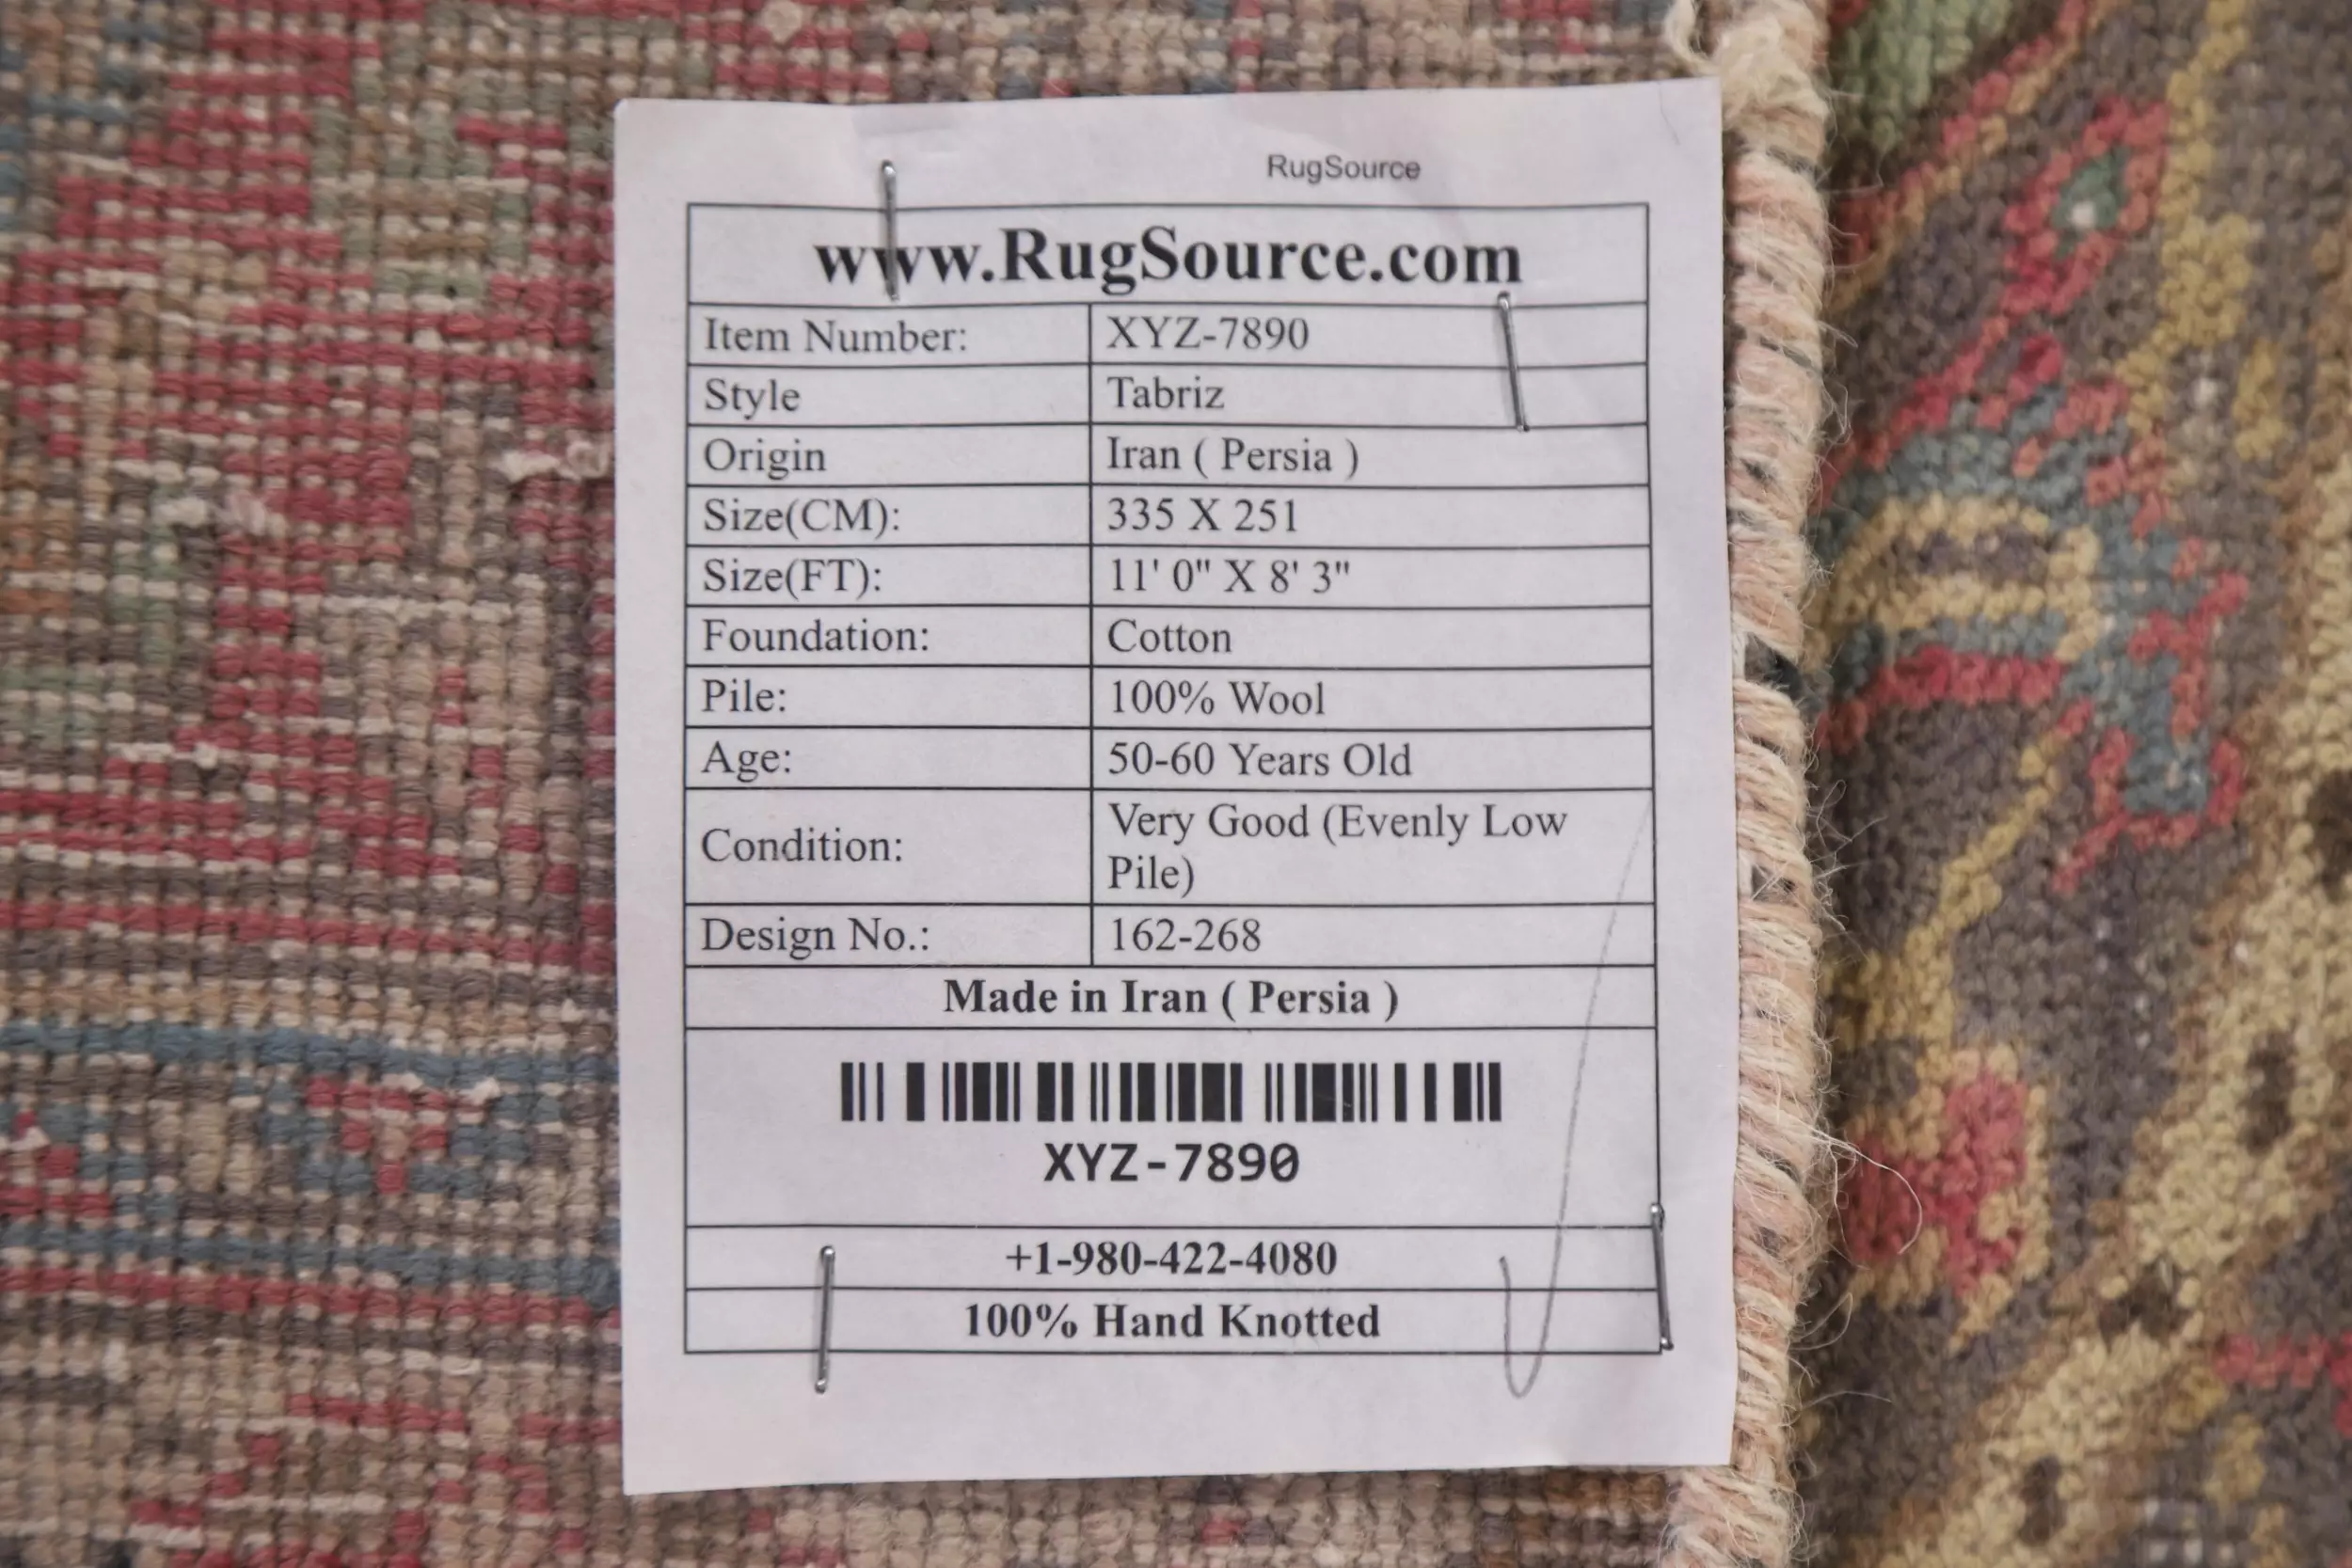 RugSource
www.RugSource.com
Item Number: XYZ-7890
Style Tabriz
Origin Iran ( Persia )
Size(CM): 335 X 251
Size(FT): 11' 0" X 8' 3"
Foundation: Cotton
Pile: 100% Wool
Age: 50-60 Years Old
Condition: Very Good (Evenly Low
Pile)
Design No.: 162-268
Made in Iran ( Persia )
XYZ-7890
+1-980-422-4080
100% Hand Knotted